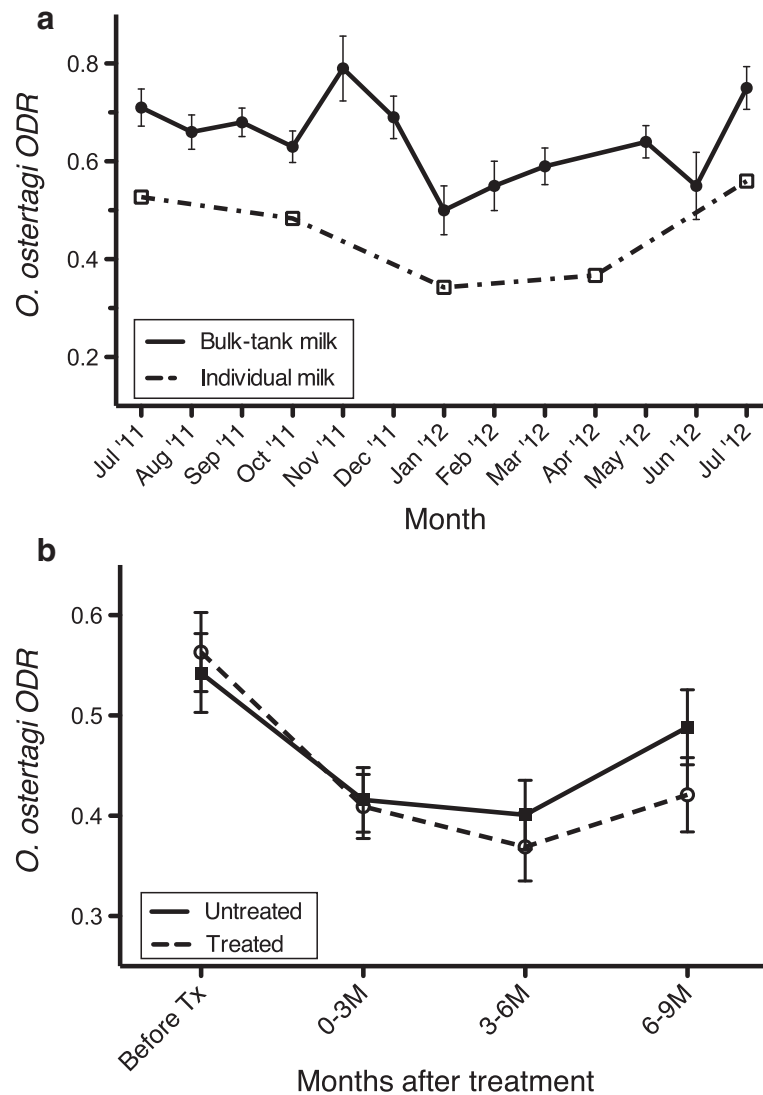 a
0.8
0.6
0.4
0.2
O. ostertagi ODR
Bulk-tank milk
Individual milk
Jul '11
Aug '11
Sep '11
Oct '11
Nov '11
Dec '11
Jan '12
Feb '12
Mar '12
Apr '12
May '12
Jun '12
Jul '12
Month
b
0.6
0.5
0.4
0.3
O. ostertagi ODR
Untreated
Treated
Before Tx
0-3M
3-6M
6-9M
Months after treatment